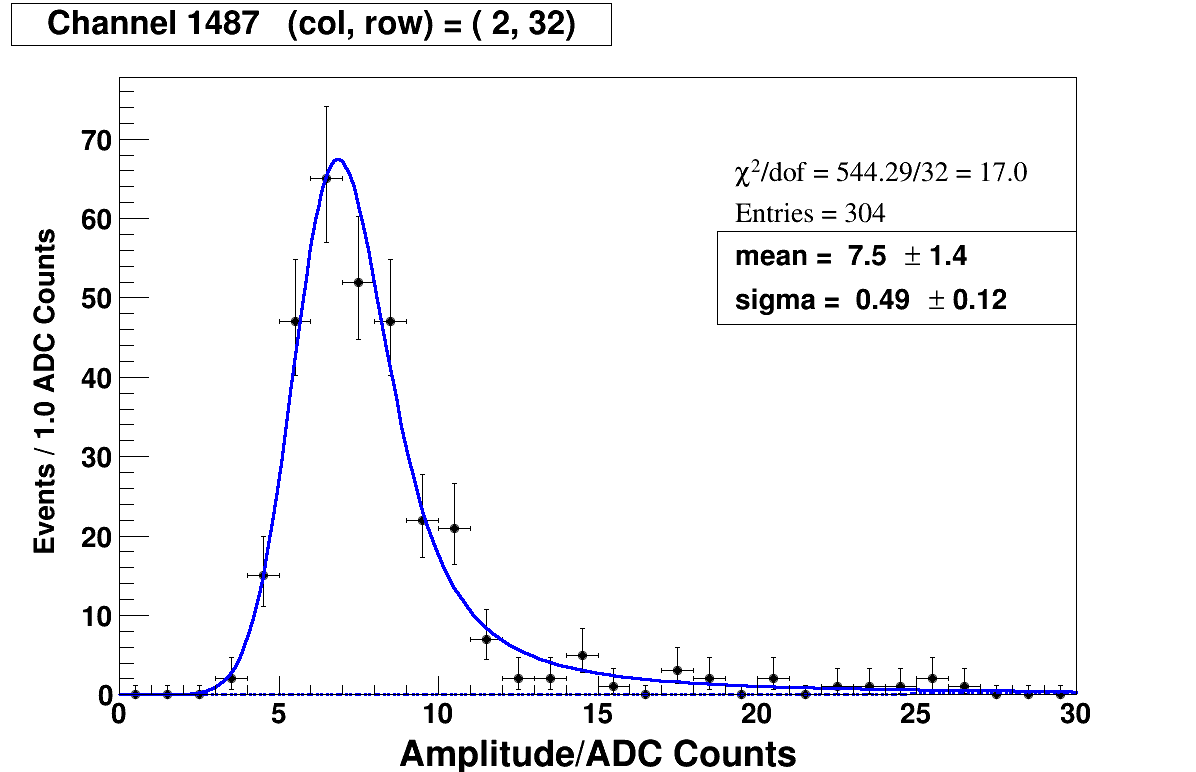 Channel 1487 (col, row) = ( 2, 32)
χ²/dof = 544.29/32 = 17.0
Entries = 304
mean = 7.5 ± 1.4
sigma = 0.49 ± 0.12
Events / 1.0 ADC Counts
70
60
50
40
30
20
10
0
0 5 10 15 20 25 30
Amplitude/ADC Counts